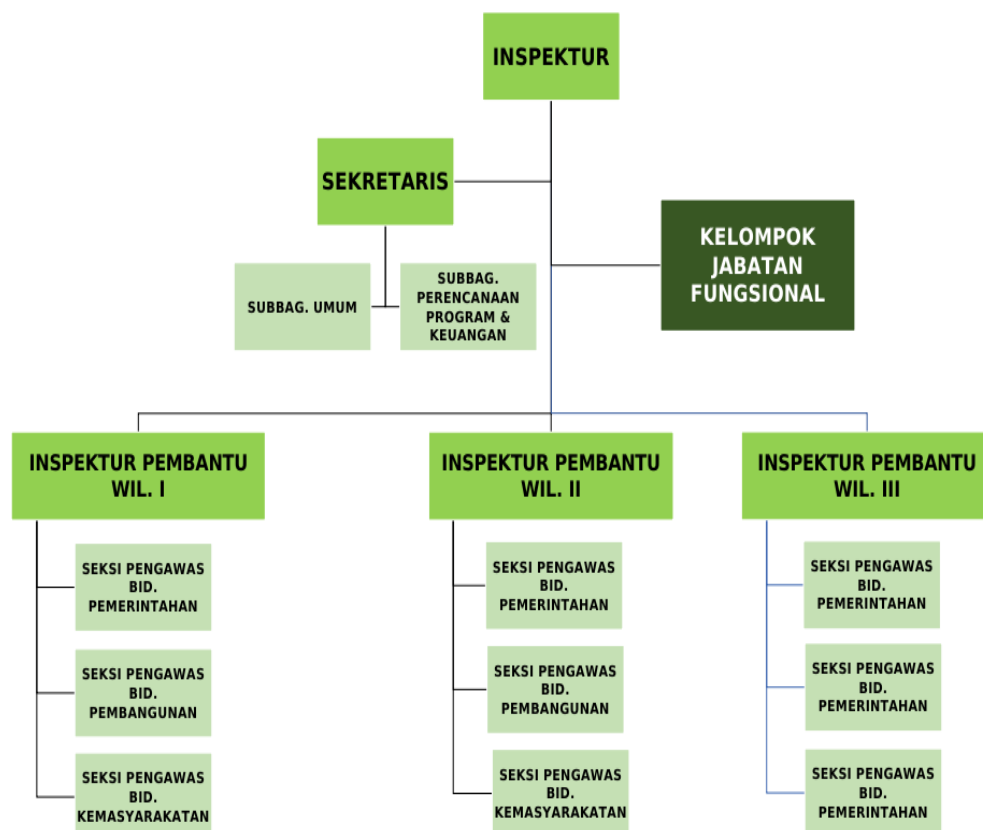 INSPEKTUR
SEKRETARIS
KELOMPOK
JABATAN
FUNGSIONAL
SUBBAG. UMUM
SUBBAG.
PERENCANAAN
PROGRAM &
KEUANGAN
INSPEKTUR PEMBANTU
WIL. I
INSPEKTUR PEMBANTU
WIL. II
INSPEKTUR PEMBANTU
WIL. III
SEKSI PENGAWAS
BID.
PEMERINTAHAN
SEKSI PENGAWAS
BID.
PEMERINTAHAN
SEKSI PENGAWAS
BID.
PEMERINTAHAN
SEKSI PENGAWAS
BID.
PEMBANGUNAN
SEKSI PENGAWAS
BID.
PEMBANGUNAN
SEKSI PENGAWAS
BID.
PEMERINTAHAN
SEKSI PENGAWAS
BID.
KEMASYARAKATAN
SEKSI PENGAWAS
BID.
KEMASYARAKATAN
SEKSI PENGAWAS
BID.
PEMERINTAHAN